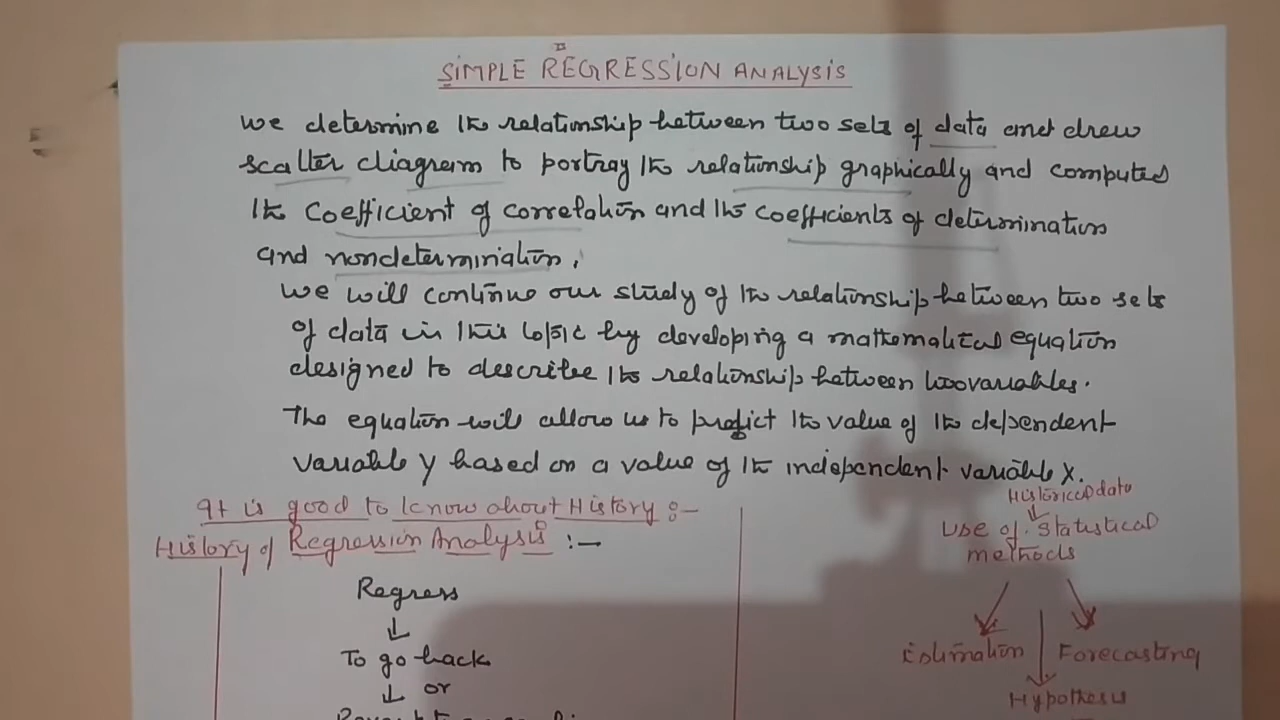 SIMPLE REGRESSION ANALYSIS
we determine the relationship between two sets of data and drew
scatter diagram to portray the relationship graphically and computed
the coefficient of correlation and the coefficients of determination
and nondetermination.
we will continue our study of the relationship between two sets
of data in this topic by developing a mathematical equation
designed to describe the relationship between two variables.
The equation will allow us to predict the value of the dependent
variable Y based on a value of the independent variable X.
It is good to know about History :-
History of Regression Analysis :-
Regress
To go back
or
Historical data
Use of statistical
methods
Estimation
Forecasting
Hypothesis